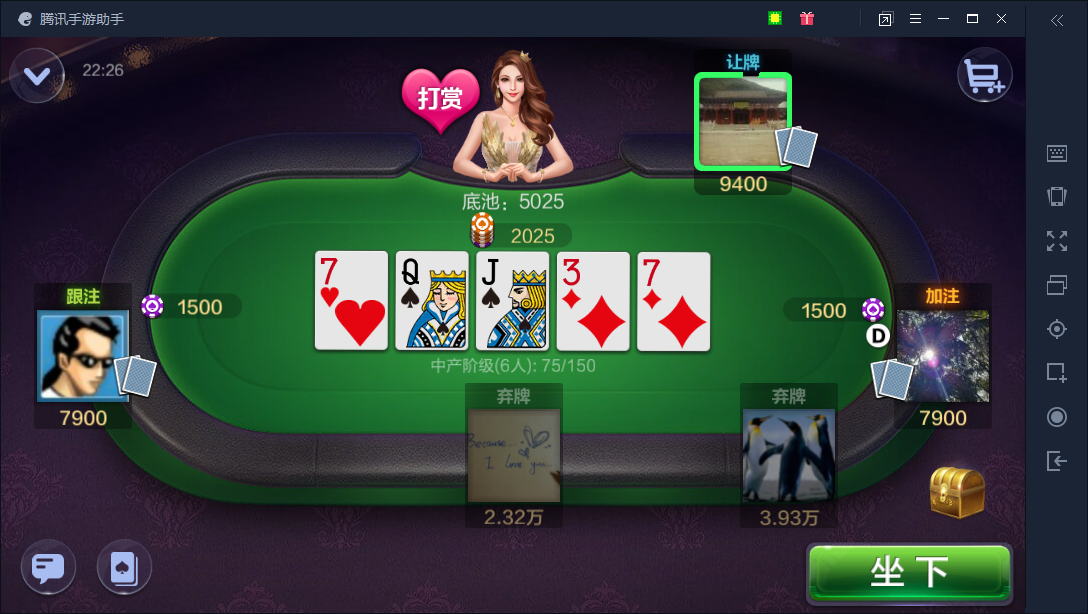 腾讯手游助手
22:26
打赏
让牌
9400
底池：5025
2025
7
Q
J
3
7
跟注
1500
7900
1500
加注
D
7900
中产阶级(6人): 75/150
弃牌
Because...
I love you...
2.32万
弃牌
3.93万
坐下